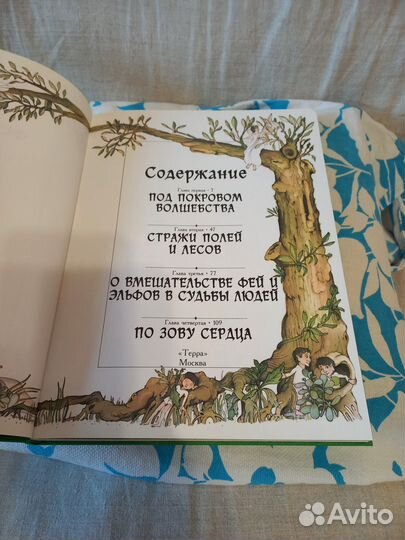 Содержание
Глава первая • 7
ПОД ПОКРОВОМ
ВОЛШЕБСТВА
Глава вторая • 47
СТРАЖИ ПОЛЕЙ
И ЛЕСОВ
Глава третья • 77
О ВМЕШАТЕЛЬСТВЕ ФЕЙ И
ЭЛЬФОВ В СУДЬБЫ ЛЮДЕЙ
Глава четвертая • 109
ПО ЗОВУ СЕРДЦА
«Терра»
Москва
Avito